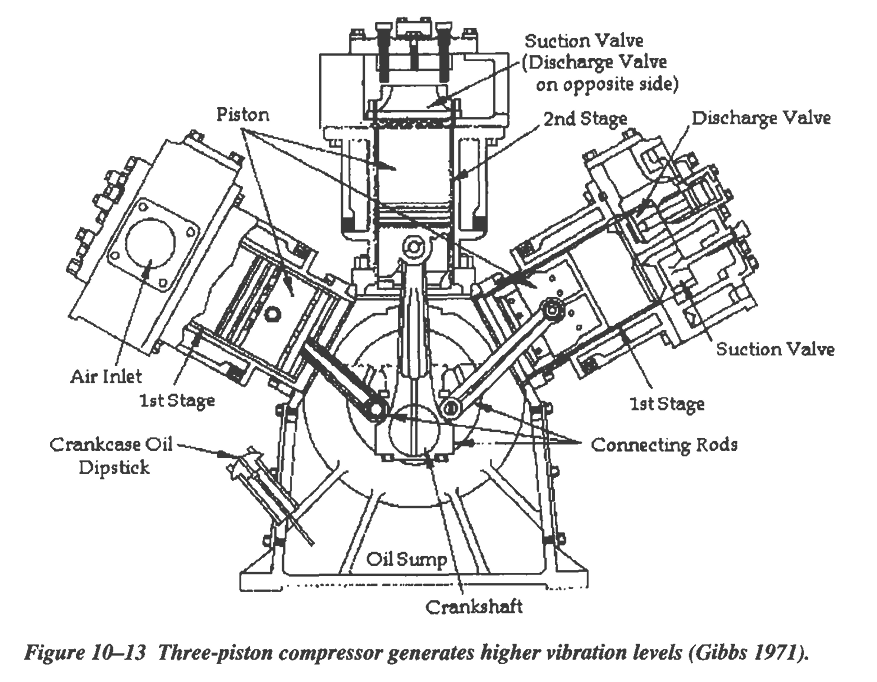 Suction Valve
(Discharge Valve
on opposite side)
Piston
2nd Stage
Discharge Valve
Air Inlet
1st Stage
Suction Valve
1st Stage
Crankcase Oil
Dipstick
Connecting Rods
Oil Sump
Crankshaft
Figure 10–13 Three-piston compressor generates higher vibration levels (Gibbs 1971).